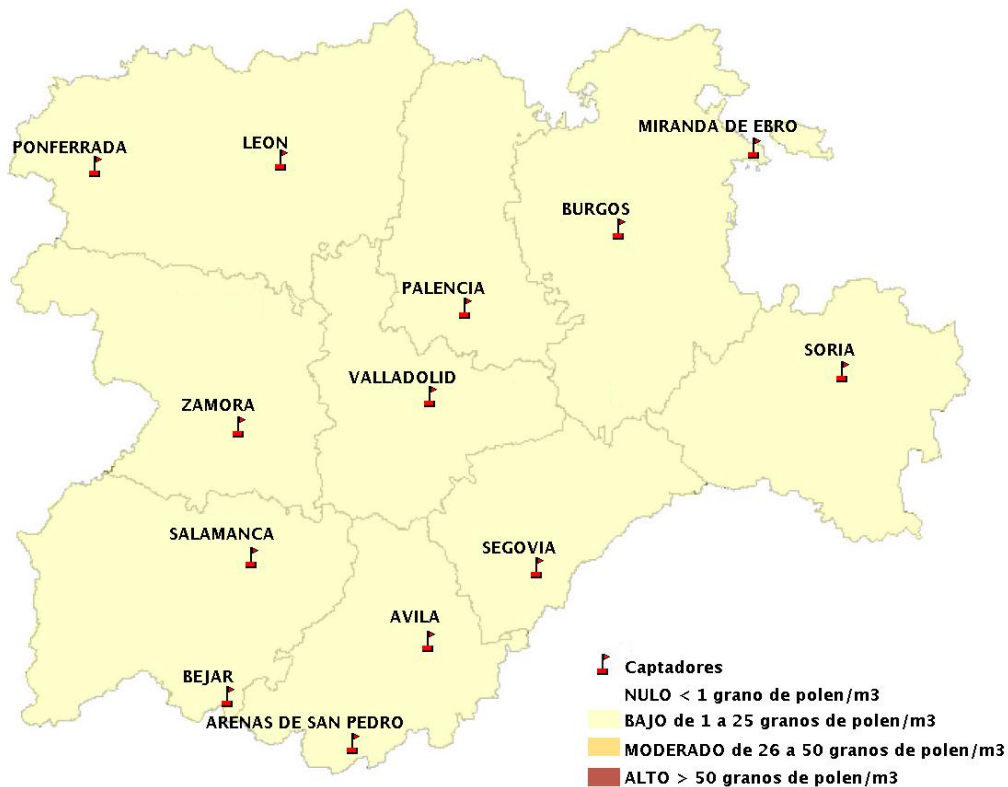 MIRANDA DE EBRO
PONFERRADA
LEON
BURGOS
PALENCIA
SORIA
VALLADOLID
ZAMORA
SALAMANCA
SEGOVIA
AVILA
BEJAR
ARENAS DE SAN PEDRO
Captadores
NULO < 1 grano de polen/m3
BAJO de 1 a 25 granos de polen/m3
MODERADO de 26 a 50 granos de polen/m3
ALTO > 50 granos de polen/m3